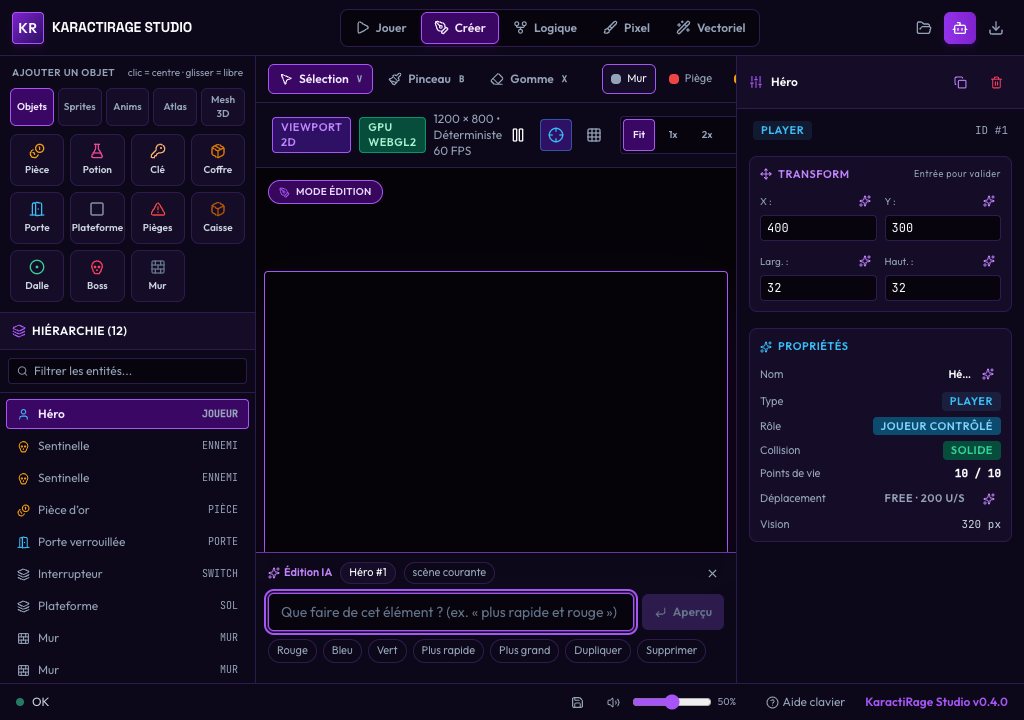 KR KARACTIRAGE STUDIO
Jouer Créer Logique Pixel Vectoriel
AJOUTER UN OBJET clic = centre · glisser = libre
Objets Sprites Anims Atlas Mesh 3D
Pièce Potion Clé Coffre
Porte Plateforme Pièges Caisse
Dalle Boss Mur
HIÉRARCHIE (12)
Filtrer les entités...
Héro JOUEUR
Sentinelle ENNEMI
Sentinelle ENNEMI
Pièce d'or PIÈCE
Porte verrouillée PORTE
Interrupteur SWITCH
Plateforme SOL
Mur MUR
Mur MUR
Sélection V Pinceau B Gomme X Mur Piège
VIEWPORT 2D
GPU WEBGL2
1200 × 800 •
Déterministe
60 FPS
Fit 1x 2x
MODE ÉDITION
Édition IA Héro #1 scène courante
Que faire de cet élément ? (ex. « plus rapide et rouge »)
Aperçu
Rouge Bleu Vert Plus rapide Plus grand Dupliquer Supprimer
Héro
PLAYER ID #1
TRANSFORM Entrée pour valider
X : Y :
400 300
Larg. : Haut. :
32 32
PROPRIÉTÉS
Nom Hé...
Type PLAYER
Rôle JOUEUR CONTRÔLÉ
Collision SOLIDE
Points de vie 10 / 10
Déplacement FREE · 200 U/S
Vision 320 px
OK 50% Aide clavier KaractiRage Studio v0.4.0